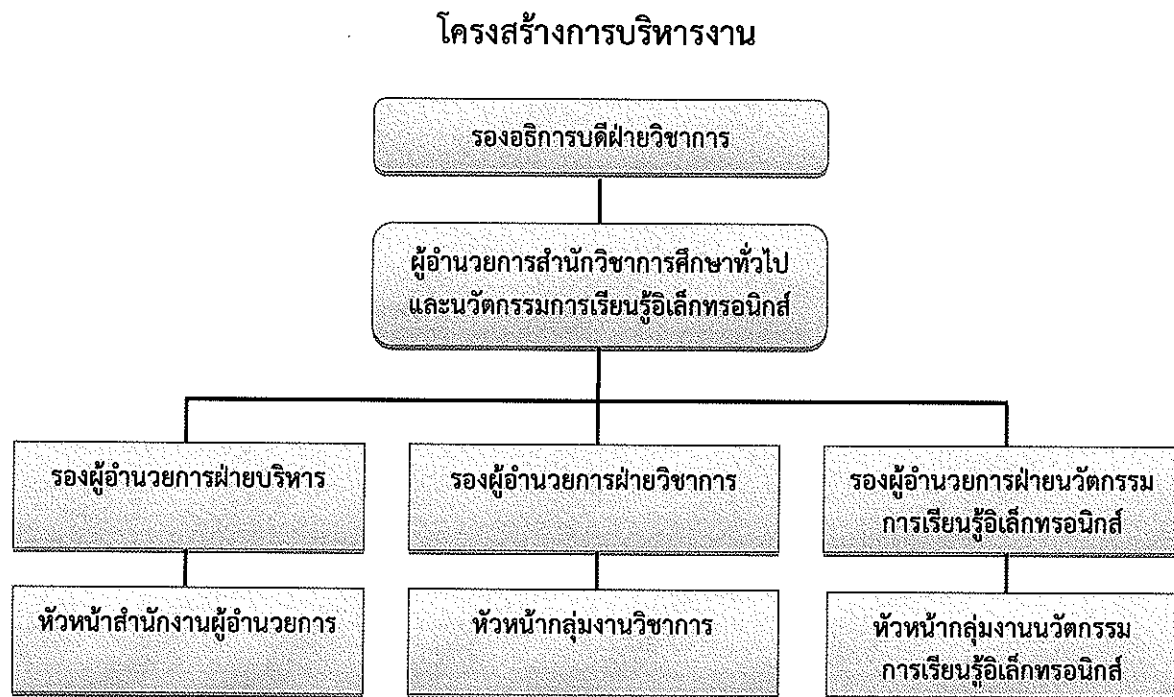 โครงสร้างการบริหารงาน
รองอธิการบดีฝ่ายวิชาการ
ผู้อำนวยการสำนักวิชาการศึกษาทั่วไป
และนวัตกรรมการเรียนรู้อิเล็กทรอนิกส์
รองผู้อำนวยการฝ่ายบริหาร
รองผู้อำนวยการฝ่ายวิชาการ
รองผู้อำนวยการฝ่ายนวัตกรรม
การเรียนรู้อิเล็กทรอนิกส์
หัวหน้าสำนักงานผู้อำนวยการ
หัวหน้ากลุ่มงานวิชาการ
หัวหน้ากลุ่มงานนวัตกรรม
การเรียนรู้อิเล็กทรอนิกส์